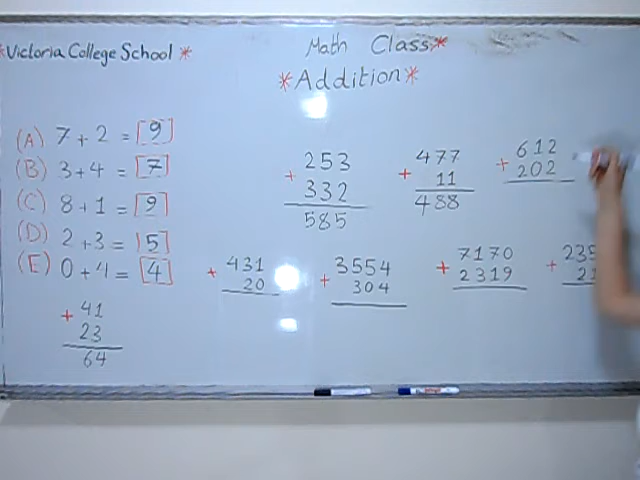 *Victoria College School*
Math Class*
*Addition*
(A) 7+2=[9]
(B) 3+4=[7]
(C) 8+1=[9]
(D) 2+3=[5]
(E) 0+4=[4]
+ 41
23
64
253
+ 332
585
477
+ 11
488
612
+ 202
431
+ 20
3554
+ 304
7170
+ 2319
235
+ 21